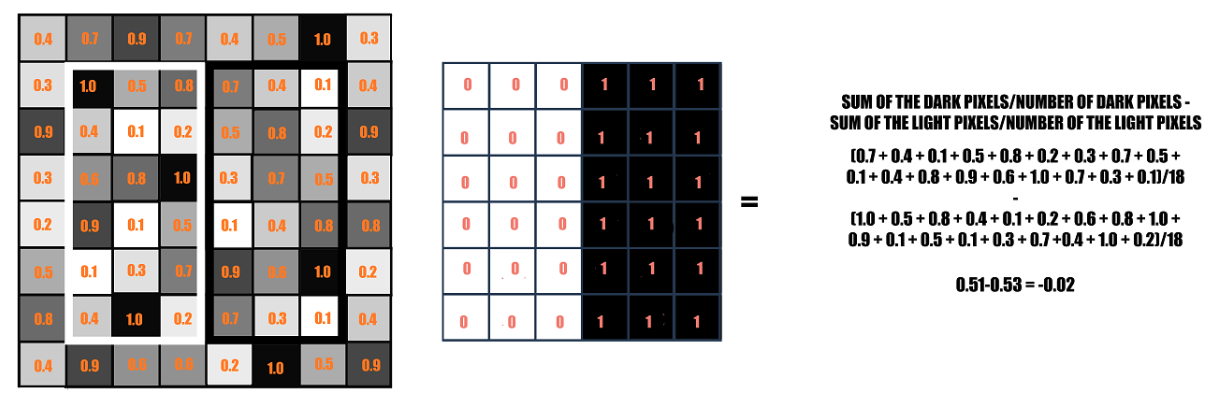 0.4 0.7 0.9 0.7 0.4 0.5 1.0 0.3
0.3 1.0 0.5 0.8 0.7 0.4 0.1 0.4
0.9 0.4 0.1 0.2 0.5 0.8 0.2 0.9
0.3 0.6 0.8 1.0 0.3 0.7 0.5 0.3
0.2 0.9 0.1 0.5 0.1 0.4 0.8 0.8
0.5 0.1 0.3 0.7 0.9 0.6 1.0 0.2
0.8 0.4 1.0 0.2 0.7 0.3 0.1 0.4
0.4 0.9 0.2 1.0 0.5 0.9
0 0 0 1 1 1
0 0 0 1 1 1
0 0 0 1 1 1
0 0 0 1 1 1
0 0 0 1 1 1
0 0 0 1 1 1
=
SUM OF THE DARK PIXELS/NUMBER OF DARK PIXELS -
SUM OF THE LIGHT PIXELS/NUMBER OF THE LIGHT PIXELS
(0.7 + 0.4 + 0.1 + 0.5 + 0.8 + 0.2 + 0.3 + 0.7 + 0.5 +
0.1 + 0.4 + 0.8 + 0.9 + 0.6 + 1.0 + 0.7 + 0.3 + 0.1)/18
-
(1.0 + 0.5 + 0.8 + 0.4 + 0.1 + 0.2 + 0.6 + 0.8 + 1.0 +
0.9 + 0.1 + 0.5 + 0.1 + 0.3 + 0.7 +0.4 + 1.0 + 0.2)/18
0.51-0.53 = -0.02